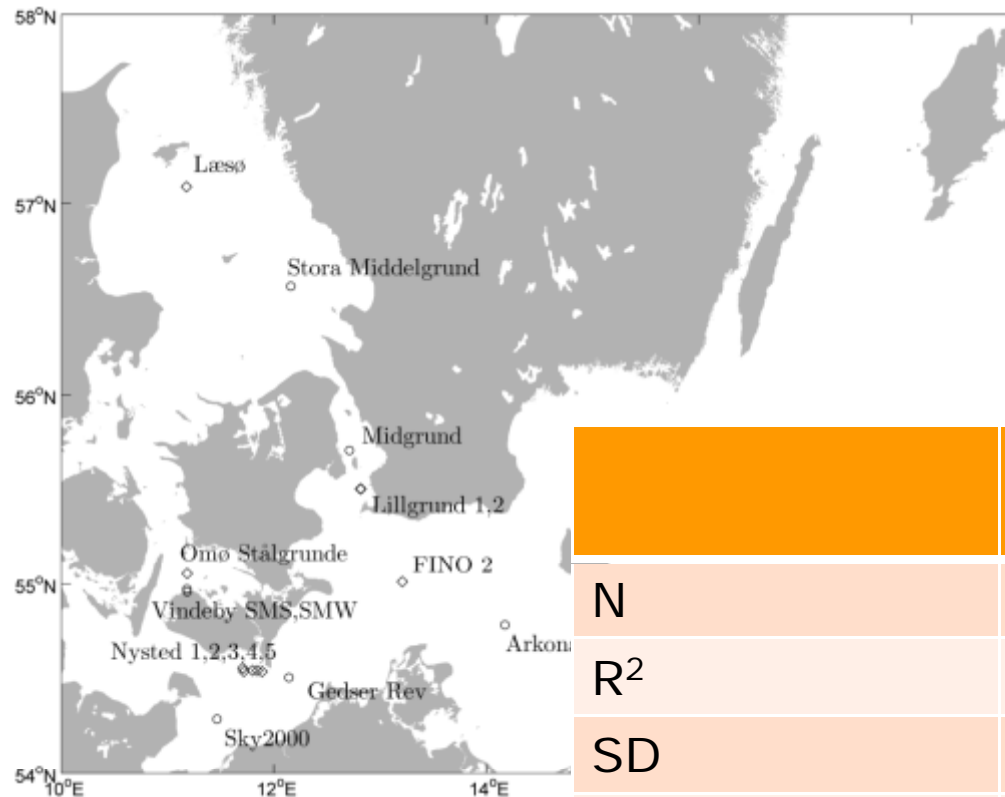 58°N
Læsø
57°N
Stora Middelgrund
56°N
Midgrund
Lillgrund 1,2
Omø Stålgrunde
FINO 2
55°N
Vindeby SMS,SMW
Arkona
Nysted 1,2,3,4,5
Gedser Rev
Sky2000
54°N
10°E
12°E
14°E
N
R²
SD